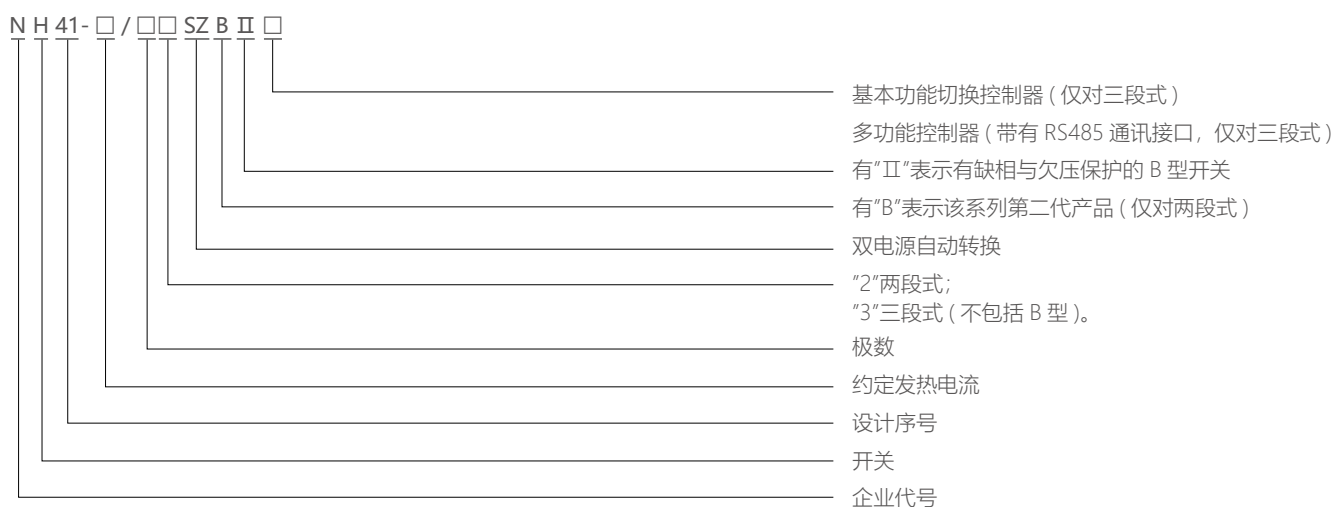 N H 41- □ / □□ SZ B Ⅱ □
基本功能切换控制器 ( 仅对三段式 )
多功能控制器 ( 带有 RS485 通讯接口，仅对三段式 )
有"Ⅱ"表示有缺相与欠压保护的 B 型开关
有"B"表示该系列第二代产品 ( 仅对两段式 )
双电源自动转换
"2"两段式；
"3"三段式 ( 不包括 B 型 )。
极数
约定发热电流
设计序号
开关
企业代号